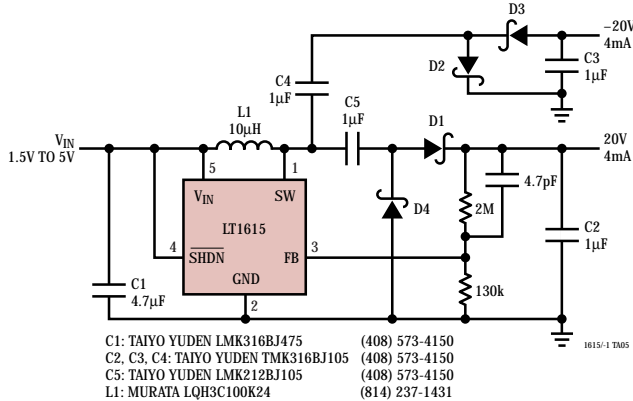 D3
−20V
4mA
D2
C3
1µF
C4
1µF
C5
1µF
D1
L1
10µH
VIN
1.5V TO 5V
20V
4mA
5
1
VIN
SW
4.7pF
2M
D4
LT1615
C2
1µF
4
SHDN
FB
3
GND
C1
4.7µF
2
130k
C1: TAIYO YUDEN LMK316BJ475 (408) 573-4150
C2, C3, C4: TAIYO YUDEN TMK316BJ105 (408) 573-4150
C5: TAIYO YUDEN LMK212BJ105 (408) 573-4150
L1: MURATA LQH3C100K24 (814) 237-1431
1615/-1 TA05